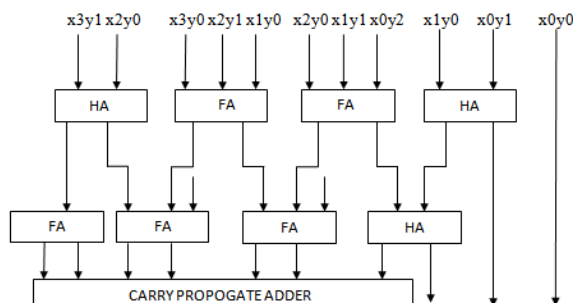 x3y1 x2y0 x3y0 x2y1 x1y0 x2y0 x1y1 x0y2 x1y0 x0y1 x0y0
HA FA FA HA
FA FA FA HA
CARRY PROPOGATE ADDER